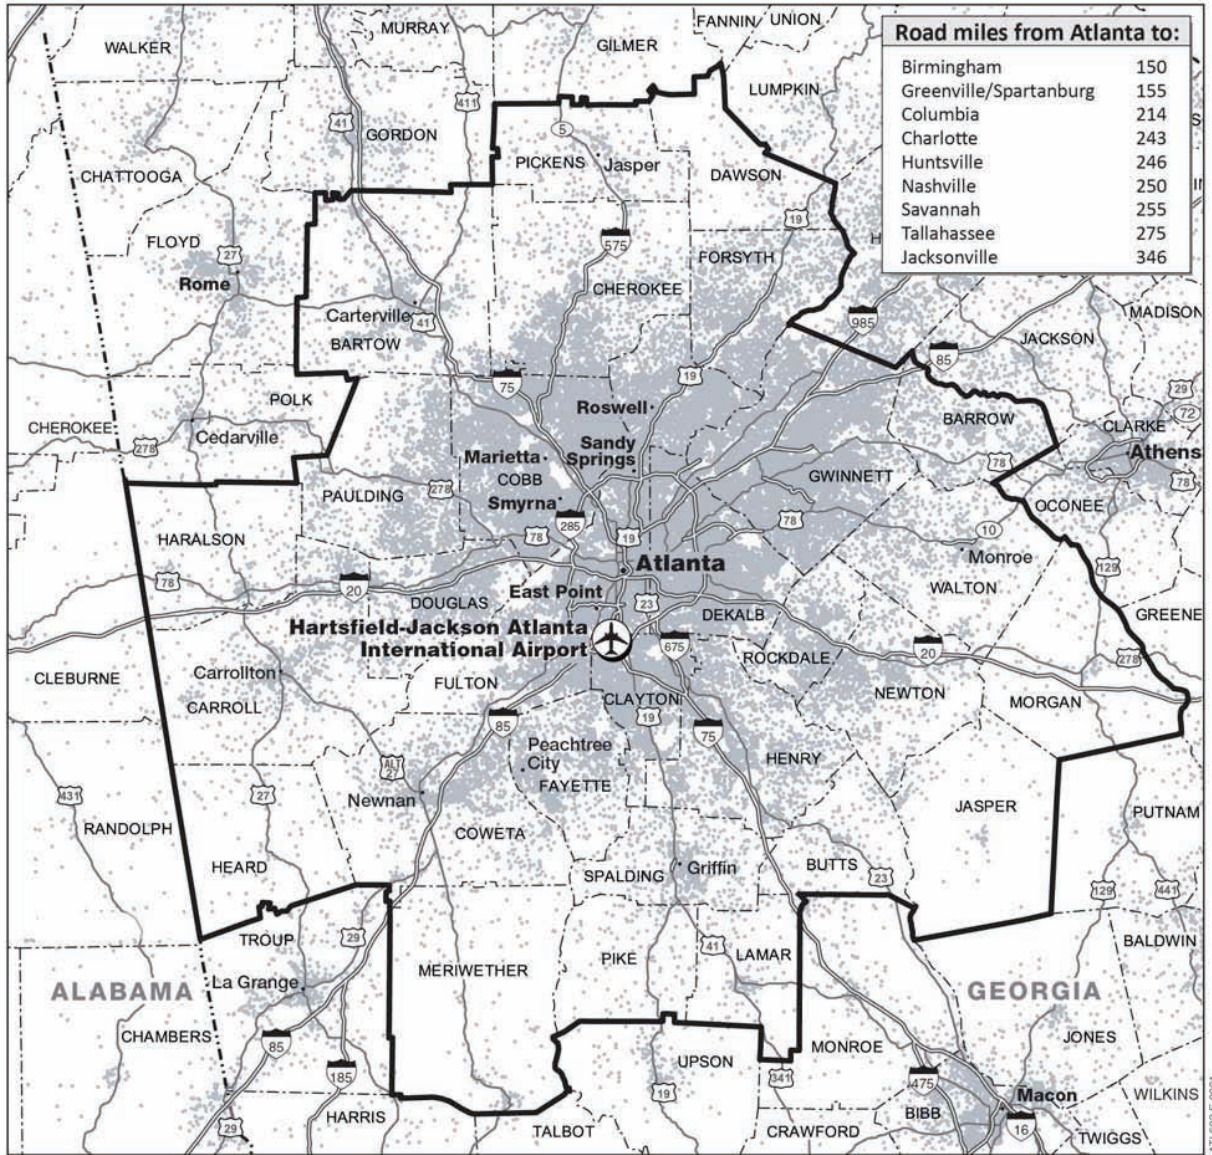 Road miles from Atlanta to:
Birmingham 150
Greenville/Spartanburg 155
Columbia 214
Charlotte 243
Huntsville 246
Nashville 250
Savannah 255
Tallahassee 275
Jacksonville 346
MURRAY
FANNIN
UNION
WALKER
GILMER
LUMPKIN
411
41
5
GORDON
PICKENS
Jasper
CHATTOOGA
DAWSON
19
FLOYD
27
575
FORSYTH
Rome
CHEROKEE
Carterville
41
BARTOW
985
MADISON
JACKSON
85
75
19
29
POLK
Roswell
72
CHEROKEE
278
Cedarville
BARROW
CLARKE
Sandy
Springs
Marietta
Athens
COBB
78
GWINNETT
PAULDING
278
78
Smyrna
OCONEE
285
78
19
78
10
HARALSON
Monroe
Atlanta
129
78
20
WALTON
East Point
DOUGLAS
23
DEKALB
GREENE
Hartsfield-Jackson Atlanta
International Airport
675
20
278
ROCKDALE
Carrollton
CLEBURNE
FULTON
NEWTON
CARROLL
CLAYTON
MORGAN
85
19
75
Peachtree
City
HENRY
ALT
27
FAYETTE
431
27
Newnan
JASPER
PUTNAM
RANDOLPH
COWETA
HEARD
SPALDING
Griffin
BUTTS
23
129
441
29
TROUP
41
BALDWIN
MERIWETHER
PIKE
LAMAR
ALABAMA
La Grange
GEORGIA
CHAMBERS
85
MONROE
JONES
UPSON
185
341
475
19
Macon
WILKINS
HARRIS
BIBB
29
TALBOT
CRAWFORD
16
TWIGGS